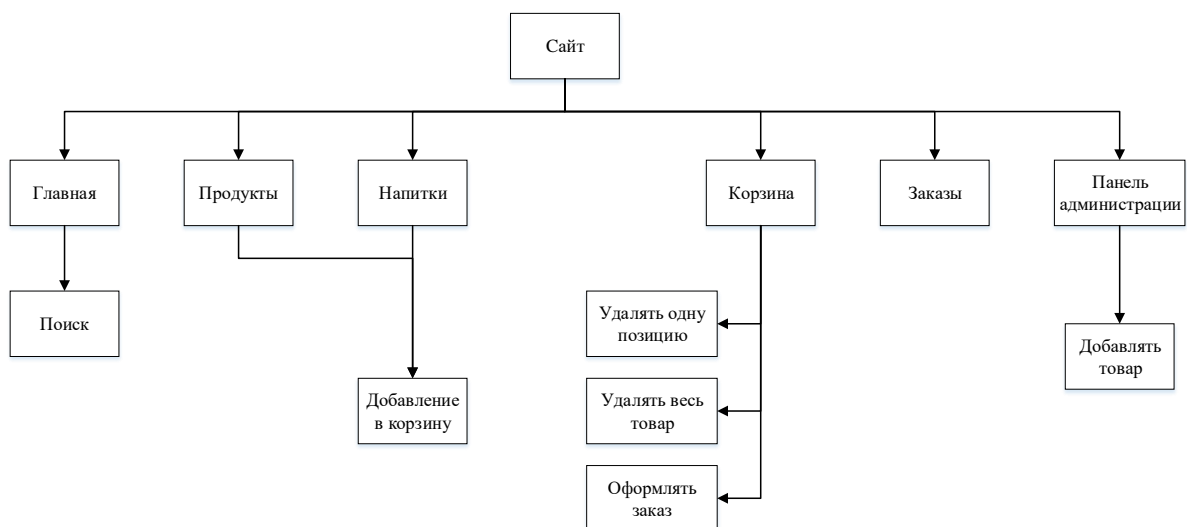 Сайт
Главная
Продукты
Напитки
Корзина
Заказы
Панель
администрации
Поиск
Удалять одну
позицию
Добавлять
товар
Добавление
в корзину
Удалять весь
товар
Оформлять
заказ